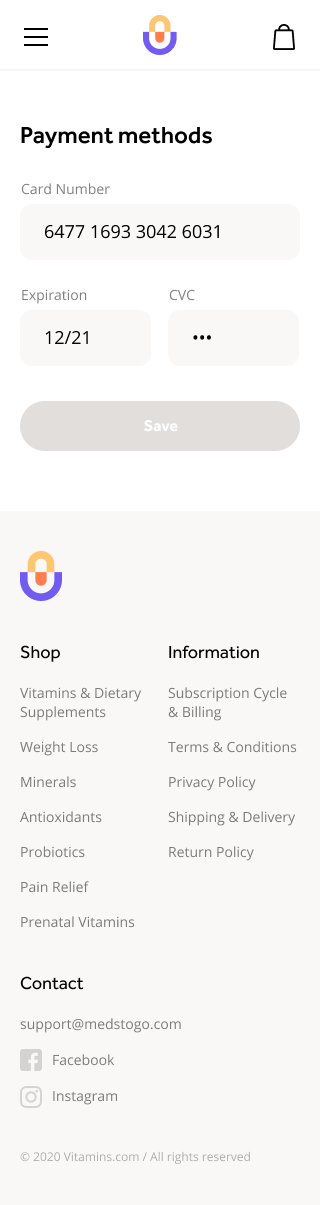 Payment methods
Card Number
6477 1693 3042 6031
Expiration
CVC
12/21
•••
Save
Shop
Vitamins & Dietary
Supplements
Weight Loss
Minerals
Antioxidants
Probiotics
Pain Relief
Prenatal Vitamins
Information
Subscription Cycle
& Billing
Terms & Conditions
Privacy Policy
Shipping & Delivery
Return Policy
Contact
support@medstogo.com
Facebook
Instagram
© 2020 Vitamins.com / All rights reserved